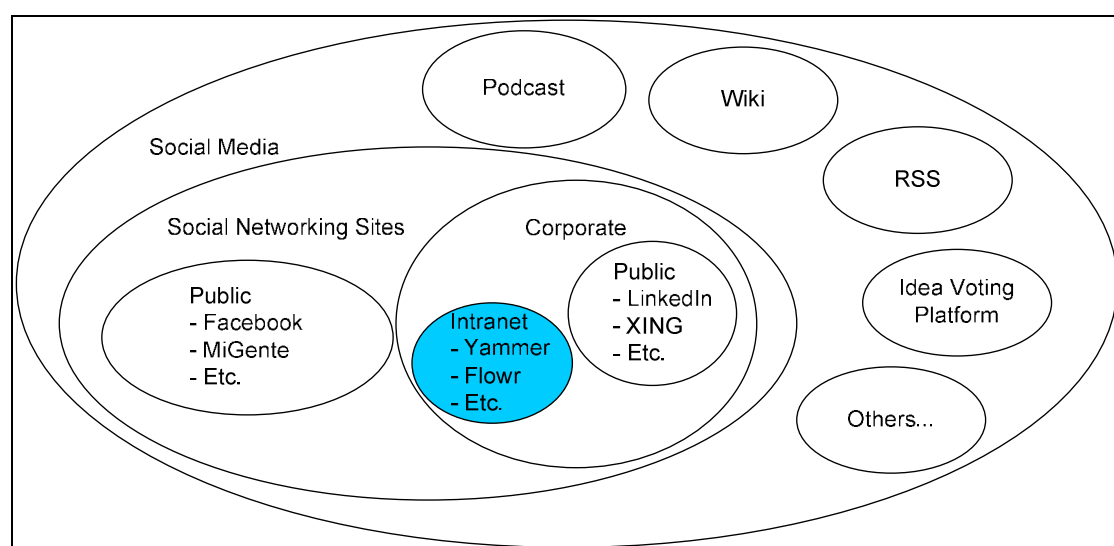 Podcast
Wiki
Social Media
RSS
Social Networking Sites
Corporate
Public
- Facebook
- MiGente
- Etc.
Intranet
- Yammer
- Flowr
- Etc.
Public
- LinkedIn
- XING
- Etc.
Idea Voting
Platform
Others...